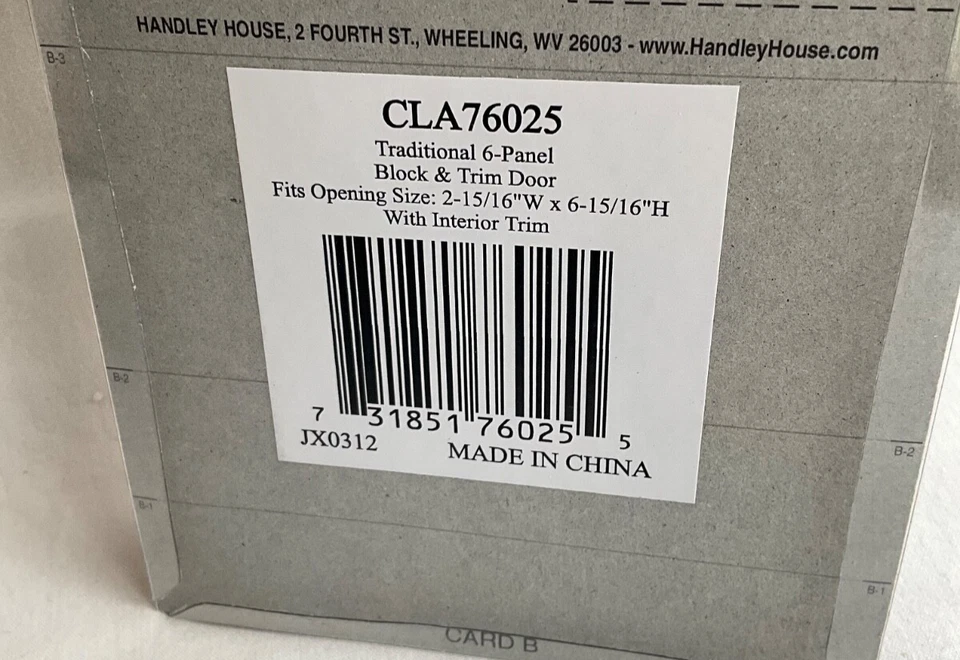 HANDLEY HOUSE, 2 FOURTH ST., WHEELING, WV 26003 - www.HandleyHouse.com
B-3
CLA76025
Traditional 6-Panel
Block & Trim Door
Fits Opening Size: 2-15/16"W x 6-15/16"H
With Interior Trim
7 31851 76025 5
JX0312 MADE IN CHINA
B-2
B-2
B-1
B-1
CARD B